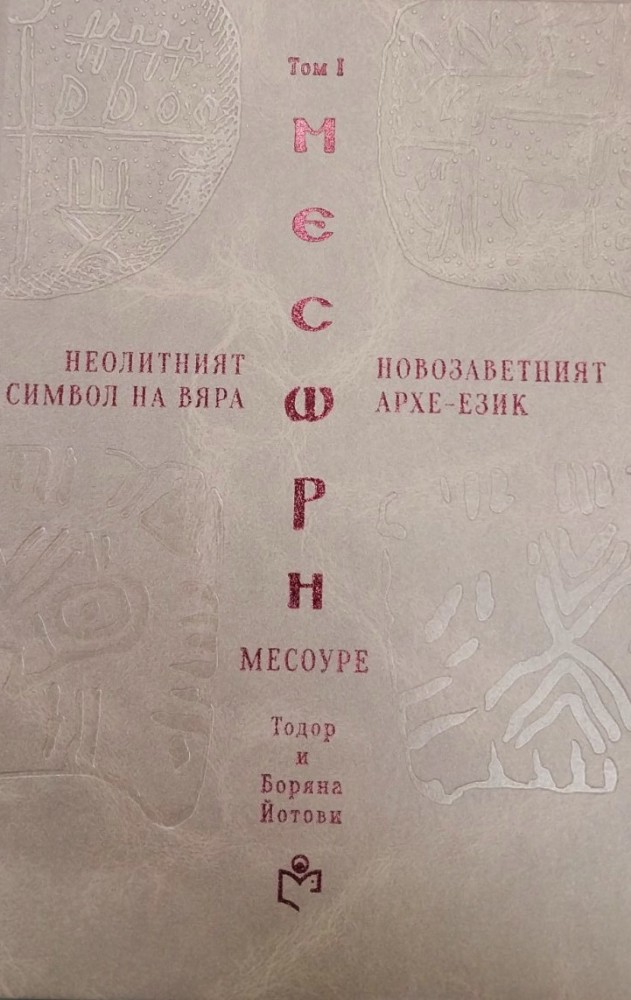 Том I
М
Є
С
Ѡ
Р
Н
НЕОЛИТНИЯТ
СИМВОЛ НА ВЯРА
НОВОЗАВЕТНИЯТ
АРХЕ-ЕЗИК
МЕСОУРЕ
Тодор
и
Боряна
Йотови